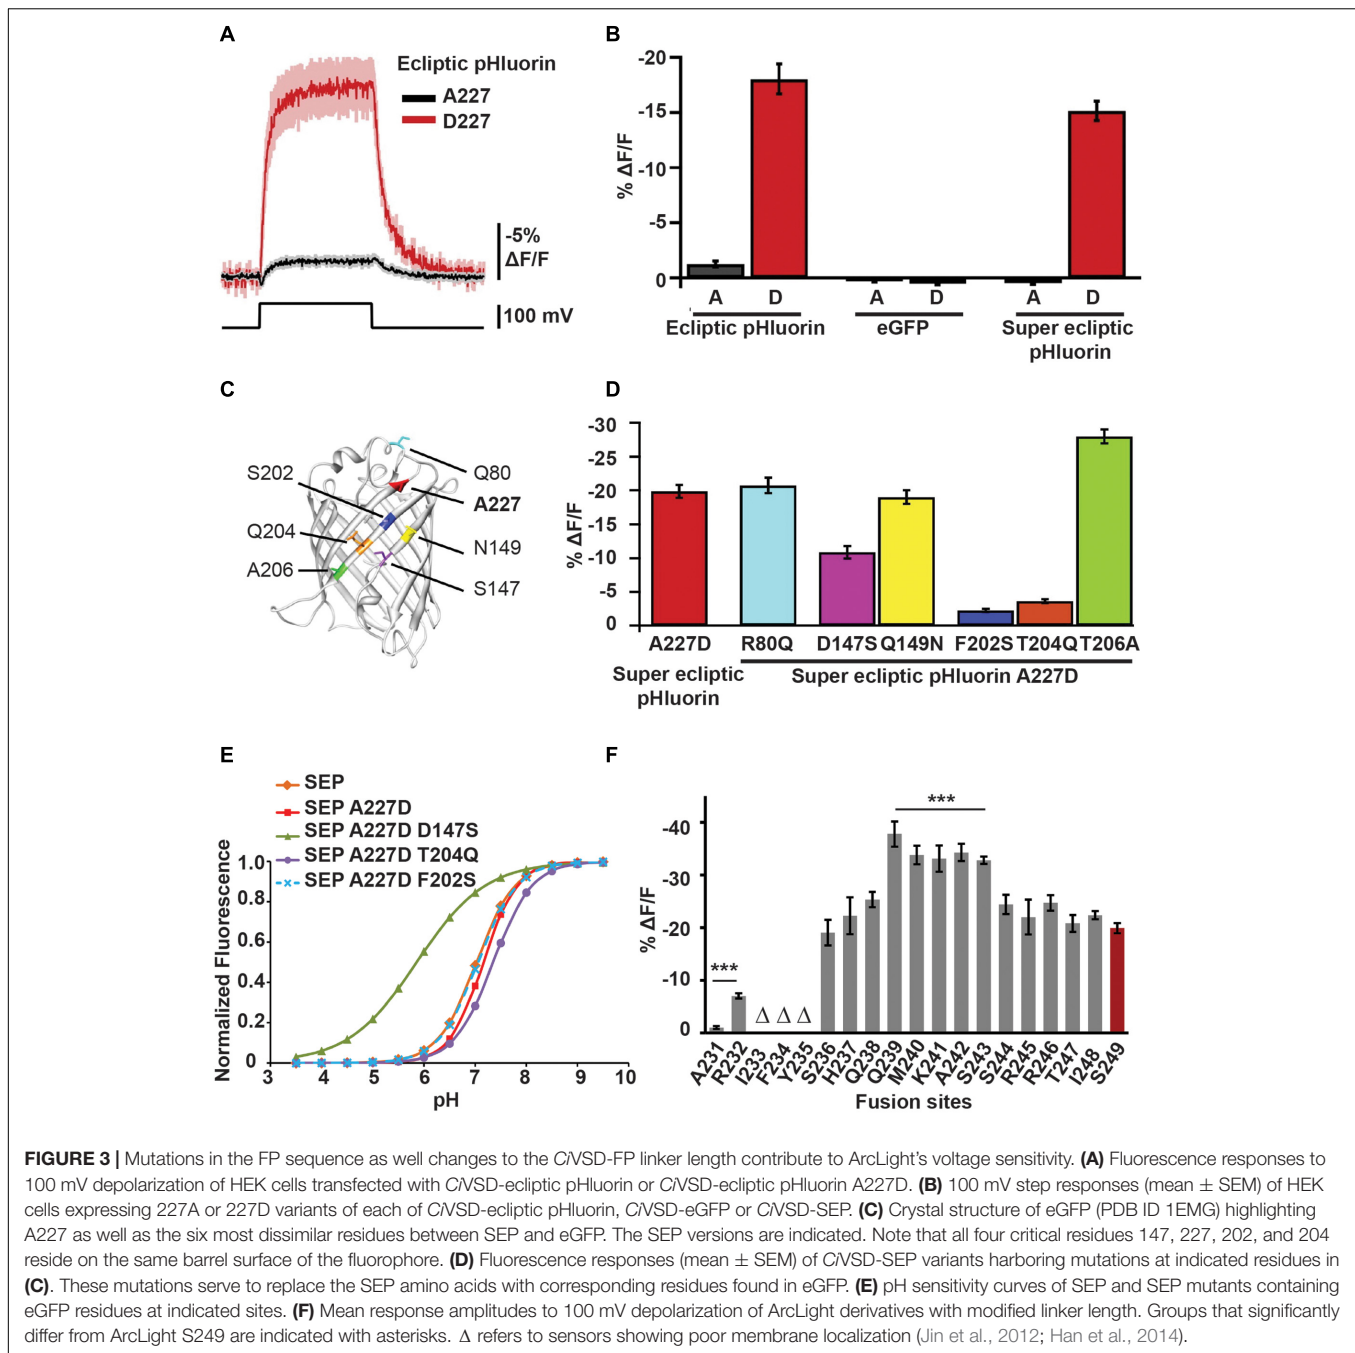 A
Ecliptic pHluorin
A227
D227
-5%
ΔF/F
100 mV
B
% ΔF/F
-20
-15
-10
-5
0
A
D
A
D
A
D
Ecliptic pHluorin
eGFP
Super ecliptic
pHluorin
C
S202
Q204
A206
Q80
A227
N149
S147
D
% ΔF/F
-30
-25
-20
-15
-10
-5
0
A227D
R80Q
D147S
Q149N
F202S
T204Q
T206A
Super ecliptic
pHluorin
Super ecliptic pHluorin A227D
E
SEP
SEP A227D
SEP A227D D147S
SEP A227D T204Q
SEP A227D F202S
Normalized Fluorescence
1.0
0.8
0.6
0.4
0.2
0
3
4
5
6
7
8
9
10
pH
F
% ΔF/F
-40
-30
-20
-10
0
***
***
Δ Δ Δ
A231
R232
I233
F234
Y235
S236
H237
Q238
Q239
M240
K241
A242
S243
S244
R245
R246
T247
I248
S249
Fusion sites
FIGURE 3 | Mutations in the FP sequence as well changes to the CiVSD-FP linker length contribute to ArcLight's voltage sensitivity. (A) Fluorescence responses to
100 mV depolarization of HEK cells transfected with CiVSD-ecliptic pHluorin or CiVSD-ecliptic pHluorin A227D. (B) 100 mV step responses (mean ± SEM) of HEK
cells expressing 227A or 227D variants of each of CiVSD-ecliptic pHluorin, CiVSD-eGFP or CiVSD-SEP. (C) Crystal structure of eGFP (PDB ID 1EMG) highlighting
A227 as well as the six most dissimilar residues between SEP and eGFP. The SEP versions are indicated. Note that all four critical residues 147, 227, 202, and 204
reside on the same barrel surface of the fluorophore. (D) Fluorescence responses (mean ± SEM) of CiVSD-SEP variants harboring mutations at indicated residues in
(C). These mutations serve to replace the SEP amino acids with corresponding residues found in eGFP. (E) pH sensitivity curves of SEP and SEP mutants containing
eGFP residues at indicated sites. (F) Mean response amplitudes to 100 mV depolarization of ArcLight derivatives with modified linker length. Groups that significantly
differ from ArcLight S249 are indicated with asterisks. Δ refers to sensors showing poor membrane localization (Jin et al., 2012; Han et al., 2014).